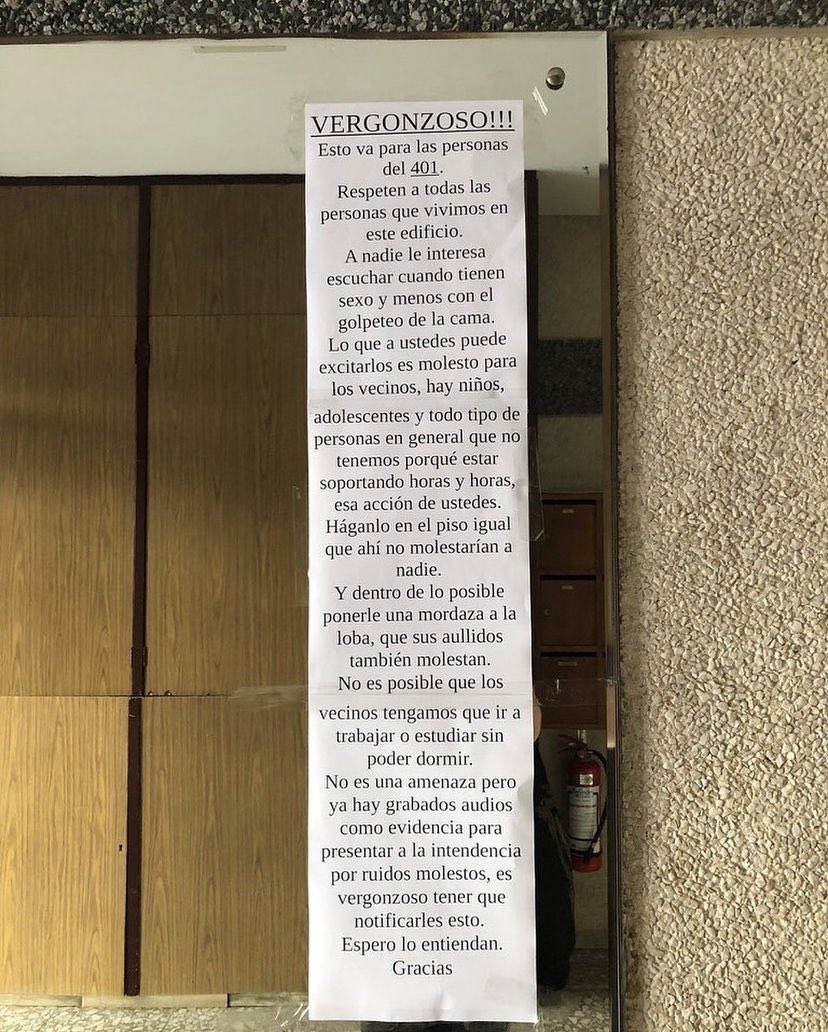 VERGONZOSO!!!
Esto va para las personas
del 401.
Respeten a todas las
personas que vivimos en
este edificio.
A nadie le interesa
escuchar cuando tienen
sexo y menos con el
golpeteo de la cama.
Lo que a ustedes puede
excitarlos es molesto para
los vecinos, hay niños,
adolescentes y todo tipo de
personas en general que no
tenemos porqué estar
soportando horas y horas,
esa acción de ustedes.
Háganlo en el piso igual
que ahí no molestarían a
nadie.
Y dentro de lo posible
ponerle una mordaza a la
loba, que sus aullidos
también molestan.
No es posible que los
vecinos tengamos que ir a
trabajar o estudiar sin
poder dormir.
No es una amenaza pero
ya hay grabados audios
como evidencia para
presentar a la intendencia
por ruidos molestos, es
vergonzoso tener que
notificarles esto.
Espero lo entiendan.
Gracias